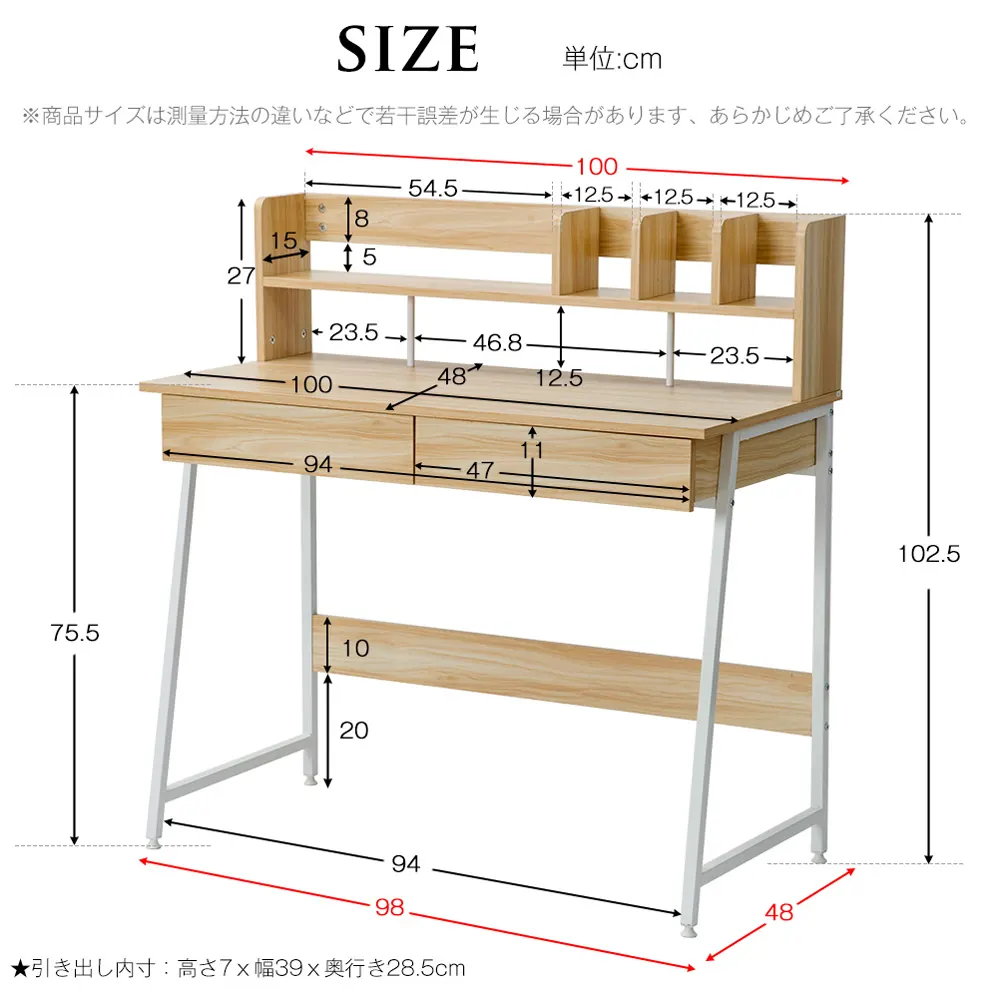 SIZE 単位:cm
※商品サイズは測量方法の違いなどで若干誤差が生じる場合があります、あらかじめご了承ください。
100
54.5 12.5 12.5 12.5
8
15 5
27
23.5 46.8 23.5
12.5
100 48
11
94 47
102.5
75.5
10
20
94
98 48
★引き出し内寸：高さ7ｘ幅39ｘ奥行き28.5cm